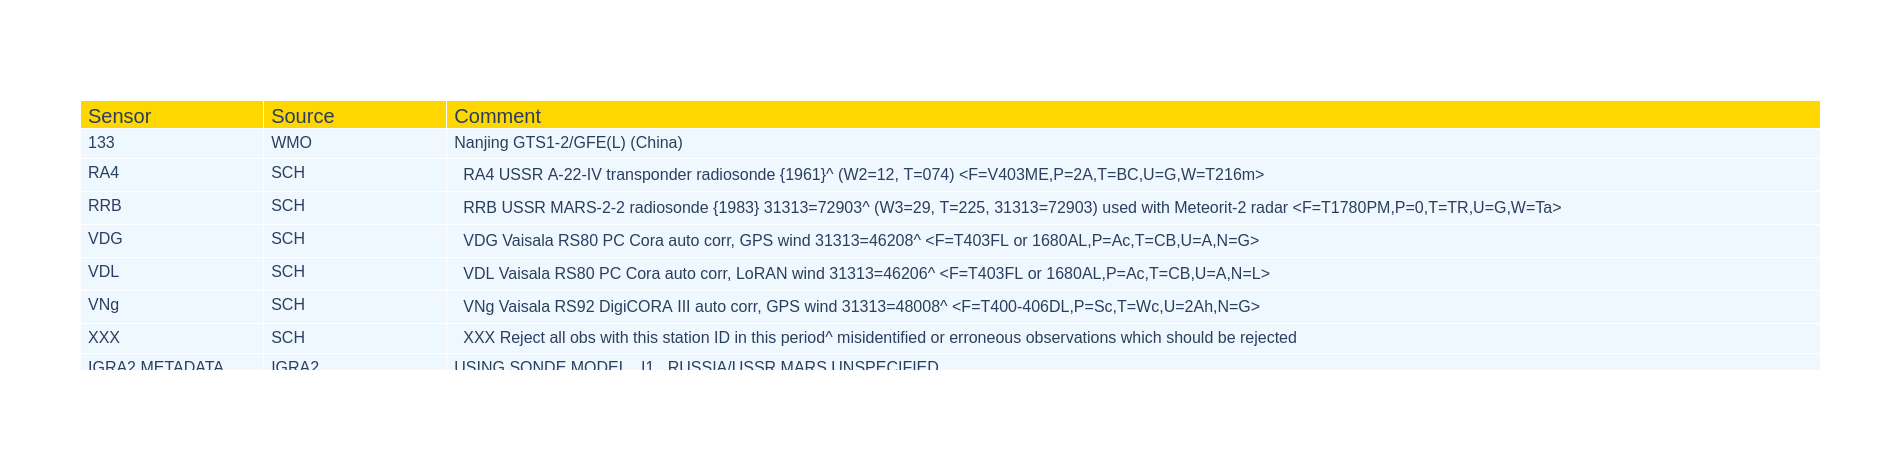 Sensor Source Comment
133 WMO Nanjing GTS1-2/GFE(L) (China)
RA4 SCH RA4 USSR A-22-IV transponder radiosonde {1961}^ (W2=12, T=074) <F=V403ME,P=2A,T=BC,U=G,W=T216m>
RRB SCH RRB USSR MARS-2-2 radiosonde {1983} 31313=72903^ (W3=29, T=225, 31313=72903) used with Meteorit-2 radar <F=T1780PM,P=0,T=TR,U=G,W=Ta>
VDG SCH VDG Vaisala RS80 PC Cora auto corr, GPS wind 31313=46208^ <F=T403FL or 1680AL,P=Ac,T=CB,U=A,N=G>
VDL SCH VDL Vaisala RS80 PC Cora auto corr, LoRAN wind 31313=46206^ <F=T403FL or 1680AL,P=Ac,T=CB,U=A,N=L>
VNg SCH VNg Vaisala RS92 DigiCORA III auto corr, GPS wind 31313=48008^ <F=T400-406DL,P=Sc,T=Wc,U=2Ah,N=G>
XXX SCH XXX Reject all obs with this station ID in this period^ misidentified or erroneous observations which should be rejected
IGRA2 METADATA IGRA2 USING SONDE MODEL I1 RUSSIA/USSR MARS UNSPECIFIED